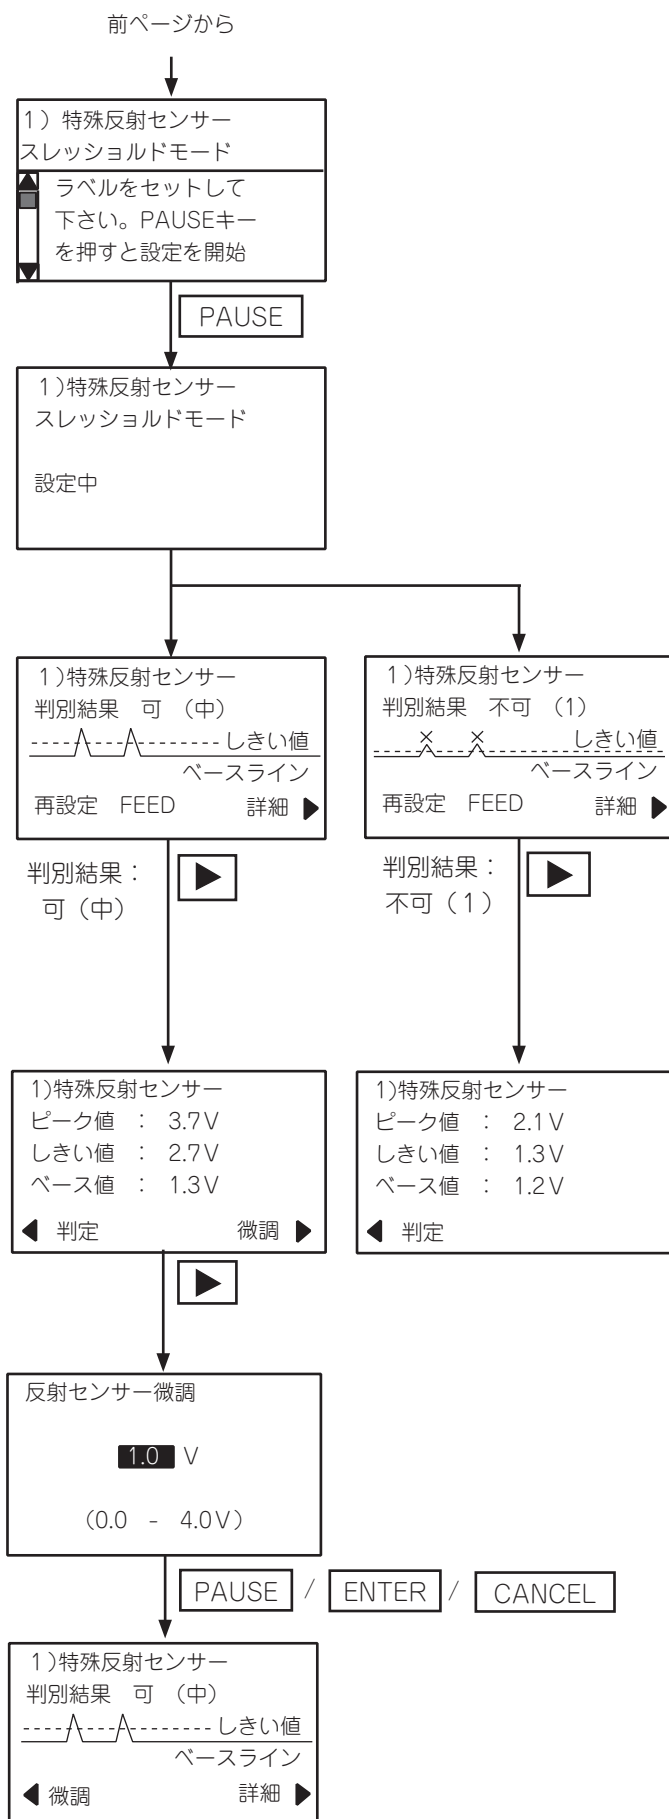 前ページから
1）特殊反射センサー
スレッショルドモード
ラベルをセットして
下さい。PAUSEキー
を押すと設定を開始
PAUSE
1)特殊反射センサー
スレッショルドモード
設定中
1)特殊反射センサー
判別結果　可　（中）
しきい値
ベースライン
再設定　FEED　詳細 ▶
判別結果：
可（中）
▶
1)特殊反射センサー
判別結果　不可　（1）
× ×
しきい値
ベースライン
再設定　FEED　詳細 ▶
判別結果：
不可（1）
▶
1)特殊反射センサー
ピーク値　：　3.7V
しきい値　：　2.7V
ベース値　：　1.3V
◀ 判定　微調 ▶
1)特殊反射センサー
ピーク値　：　2.1V
しきい値　：　1.3V
ベース値　：　1.2V
◀ 判定
▶
反射センサー微調
1.0 V
（0.0　-　4.0V）
PAUSE / ENTER / CANCEL
1)特殊反射センサー
判別結果　可　（中）
しきい値
ベースライン
◀ 微調　詳細 ▶